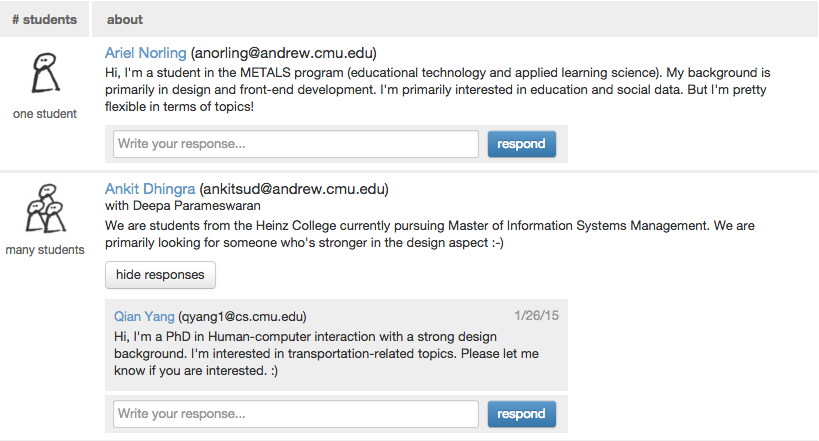 # students about
Ariel Norling (anorling@andrew.cmu.edu)
Hi, I'm a student in the METALS program (educational technology and applied learning science). My background is
primarily in design and front-end development. I'm primarily interested in education and social data. But I'm pretty
flexible in terms of topics!
one student
Write your response... respond
Ankit Dhingra (ankitsud@andrew.cmu.edu)
with Deepa Parameswaran
We are students from the Heinz College currently pursuing Master of Information Systems Management. We are
primarily looking for someone who's stronger in the design aspect :-)
many students
hide responses
Qian Yang (qyang1@cs.cmu.edu) 1/26/15
Hi, I'm a PhD in Human-computer interaction with a strong design
background. I'm interested in transportation-related topics. Please let me
know if you are interested. :)
Write your response... respond